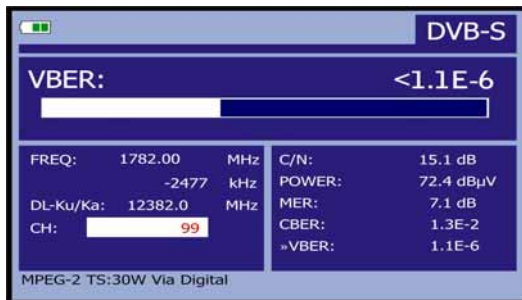 DVB-S
VBER: <1.1E-6
FREQ: 1782.00 MHz
-2477 kHz
DL-Ku/Ka: 12382.0 MHz
CH: 99
C/N: 15.1 dB
POWER: 72.4 dBµV
MER: 7.1 dB
CBER: 1.3E-2
»VBER: 1.1E-6
MPEG-2 TS:30W Via Digital